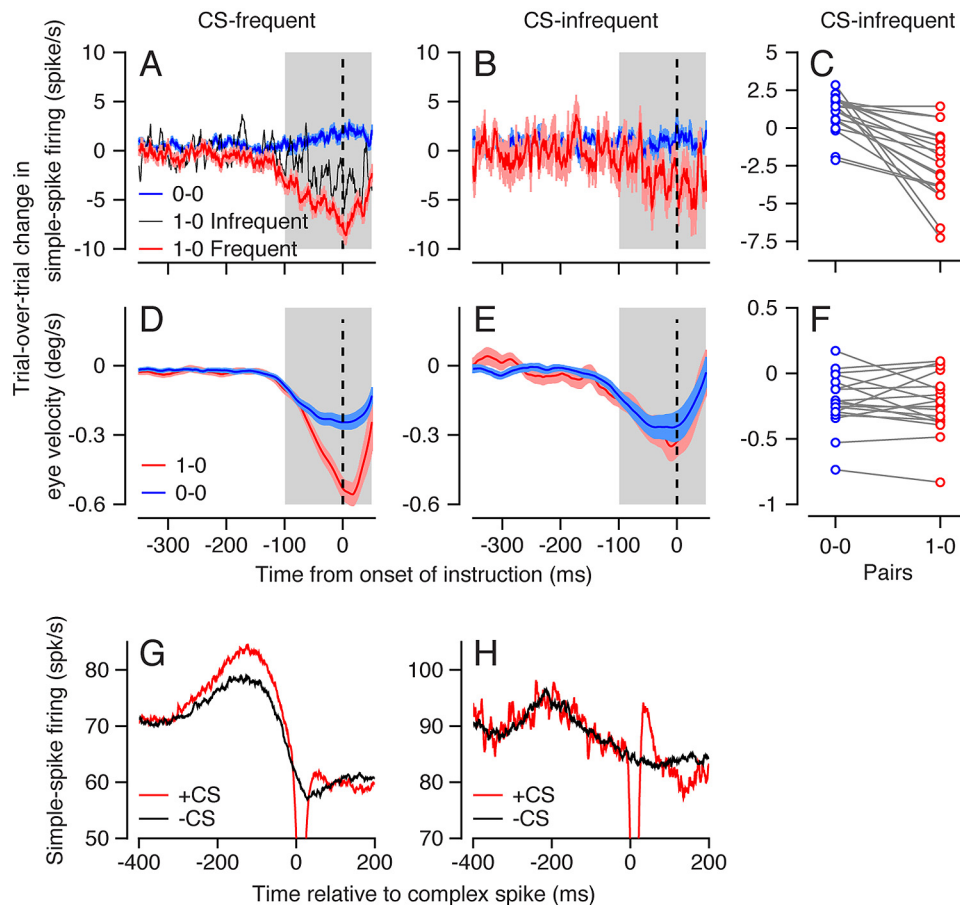 CS-frequent
CS-infrequent
CS-infrequent
Trial-over-trial change in
simple-spike firing (spike/s)
A
10
5
0
-5
-10
0-0
1-0 Infrequent
1-0 Frequent
B
10
5
0
-5
-10
C
2.5
0
-2.5
-5
-7.5
eye velocity (deg/s)
D
0
-0.3
-0.6
1-0
0-0
-300 -200 -100 0
E
0
-0.3
-0.6
-300 -200 -100 0
Time from onset of instruction (ms)
F
0.5
0
-0.5
-1
0-0 1-0
Pairs
Simple-spike firing (spk/s)
G
80
70
60
50
+CS
-CS
-400 -200 0 200
H
100
90
80
70
+CS
-CS
-400 -200 0 200
Time relative to complex spike (ms)